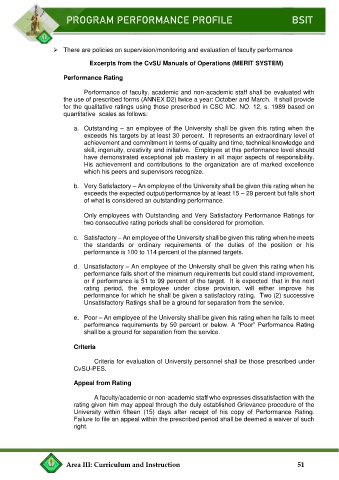 PROGRAM PERFORMANCE PROFILE BSIT
➢ There are policies on supervision/monitoring and evaluation of faculty performance
Excerpts from the CvSU Manuals of Operations (MERIT SYSTEM)
Performance Rating
Performance of faculty, academic and non-academic staff shall be evaluated with
the use of prescribed forms (ANNEX D2) twice a year: October and March. It shall provide
for the qualitative ratings using those prescribed in CSC MC. NO. 12, s. 1989 based on
quantitative scales as follows:
a. Outstanding – an employee of the University shall be given this rating when the
exceeds his targets by at least 30 percent. It represents an extraordinary level of
achievement and commitment in terms of quality and time, technical knowledge and
skill, ingenuity, creativity and initiative. Employee at this performance level should
have demonstrated exceptional job mastery in all major aspects of responsibility.
His achievement and contributions to the organization are of marked excellence
which his peers and supervisors recognize.
b. Very Satisfactory – An employee of the University shall be given this rating when he
exceeds the expected output/performance by at least 15 – 29 percent but falls short
of what is considered an outstanding performance.
Only employees with Outstanding and Very Satisfactory Performance Ratings for
two consecutive rating periods shall be considered for promotion.
c. Satisfactory – An employee of the University shall be given this rating when he meets
the standards or ordinary requirements of the duties of the position or his
performance is 100 to 114 percent of the planned targets.
d. Unsatisfactory – An employee of the University shall be given this rating when his
performance falls short of the minimum requirements but could stand improvement,
or if performance is 51 to 99 percent of the target. It is expected that in the next
rating period, the employee under close provision, will either improve his
performance for which he shall be given a satisfactory rating. Two (2) successive
Unsatisfactory Ratings shall be a ground for separation from the service.
e. Poor – An employee of the University shall be given this rating when he fails to meet
performance requirements by 50 percent or below. A "Poor" Performance Rating
shall be a ground for separation from the service.
Criteria
Criteria for evaluation of University personnel shall be those prescribed under
CvSU-PES.
Appeal from Rating
A faculty/academic or non-academic staff who expresses dissatisfaction with the
rating given him may appeal through the duly established Grievance procedure of the
University within fifteen (15) days after receipt of his copy of Performance Rating.
Failure to file an appeal within the prescribed period shall be deemed a waiver of such
right.
Area III: Curriculum and Instruction 51